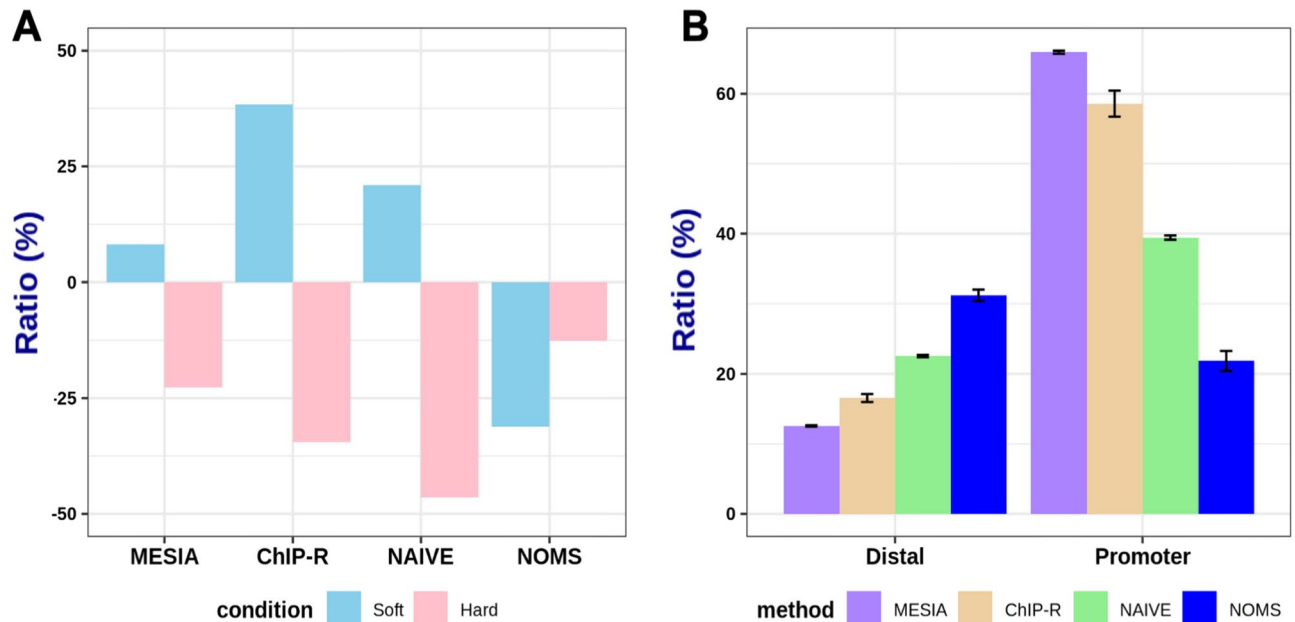 A
Ratio (%)
50
25
0
-25
-50
MESIA ChIP-R NAIVE NOMS
condition Soft Hard
B
Ratio (%)
60
40
20
0
Distal Promoter
method MESIA ChIP-R NAIVE NOMS